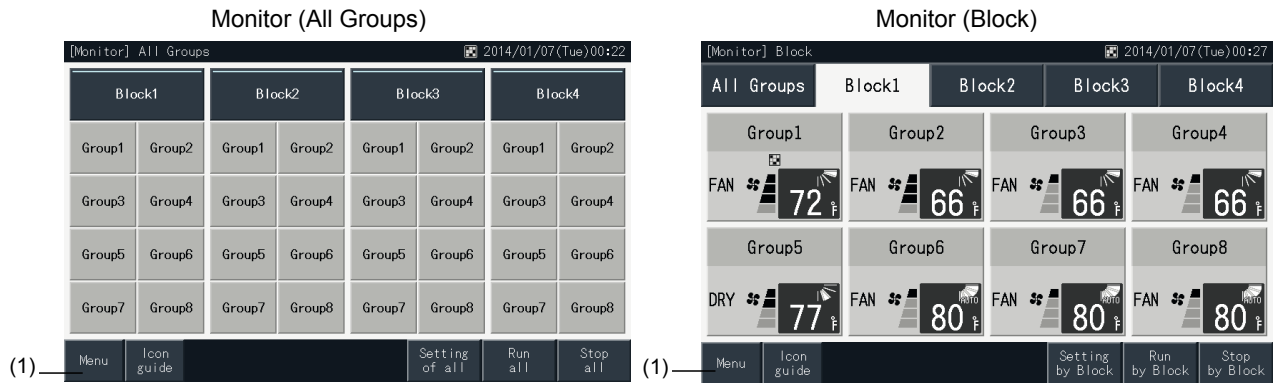 Monitor (All Groups)
[Monitor] All Groups 2014/01/07(Tue)00:22
Block1 Block2 Block3 Block4
Group1 Group2 Group1 Group2 Group1 Group2 Group1 Group2
Group3 Group4 Group3 Group4 Group3 Group4 Group3 Group4
Group5 Group6 Group5 Group6 Group5 Group6 Group5 Group6
Group7 Group8 Group7 Group8 Group7 Group8 Group7 Group8
(1) Menu Icon guide Setting of all Run all Stop all
Monitor (Block)
[Monitor] Block 2014/01/07(Tue)00:27
All Groups Block1 Block2 Block3 Block4
Group1 Group2 Group3 Group4
FAN 72 °F FAN 66 °F FAN 66 °F FAN 66 °F
Group5 Group6 Group7 Group8
DRY 77 °F FAN AUTO 80 °F FAN AUTO 80 °F FAN AUTO 80 °F
(1) Menu Icon guide Setting by Block Run by Block Stop by Block